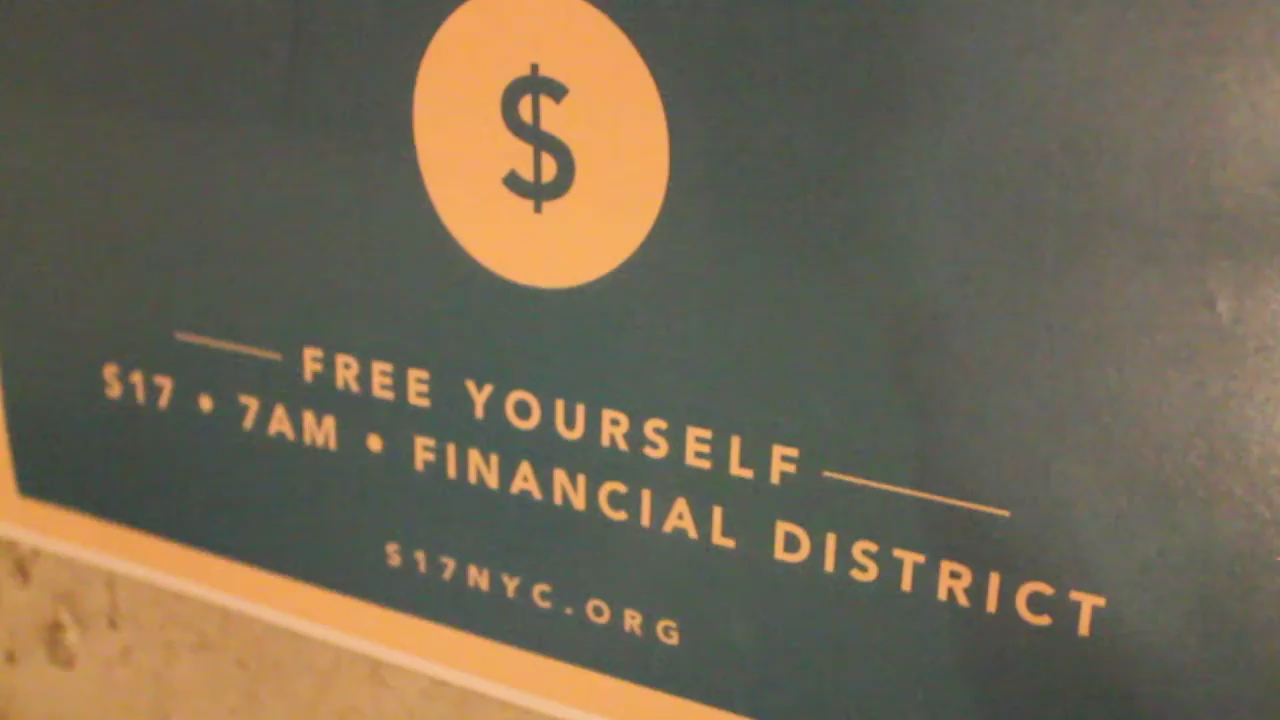 $
FREE YOURSELF
S17 • 7AM • FINANCIAL DISTRICT
S17NYC.ORG